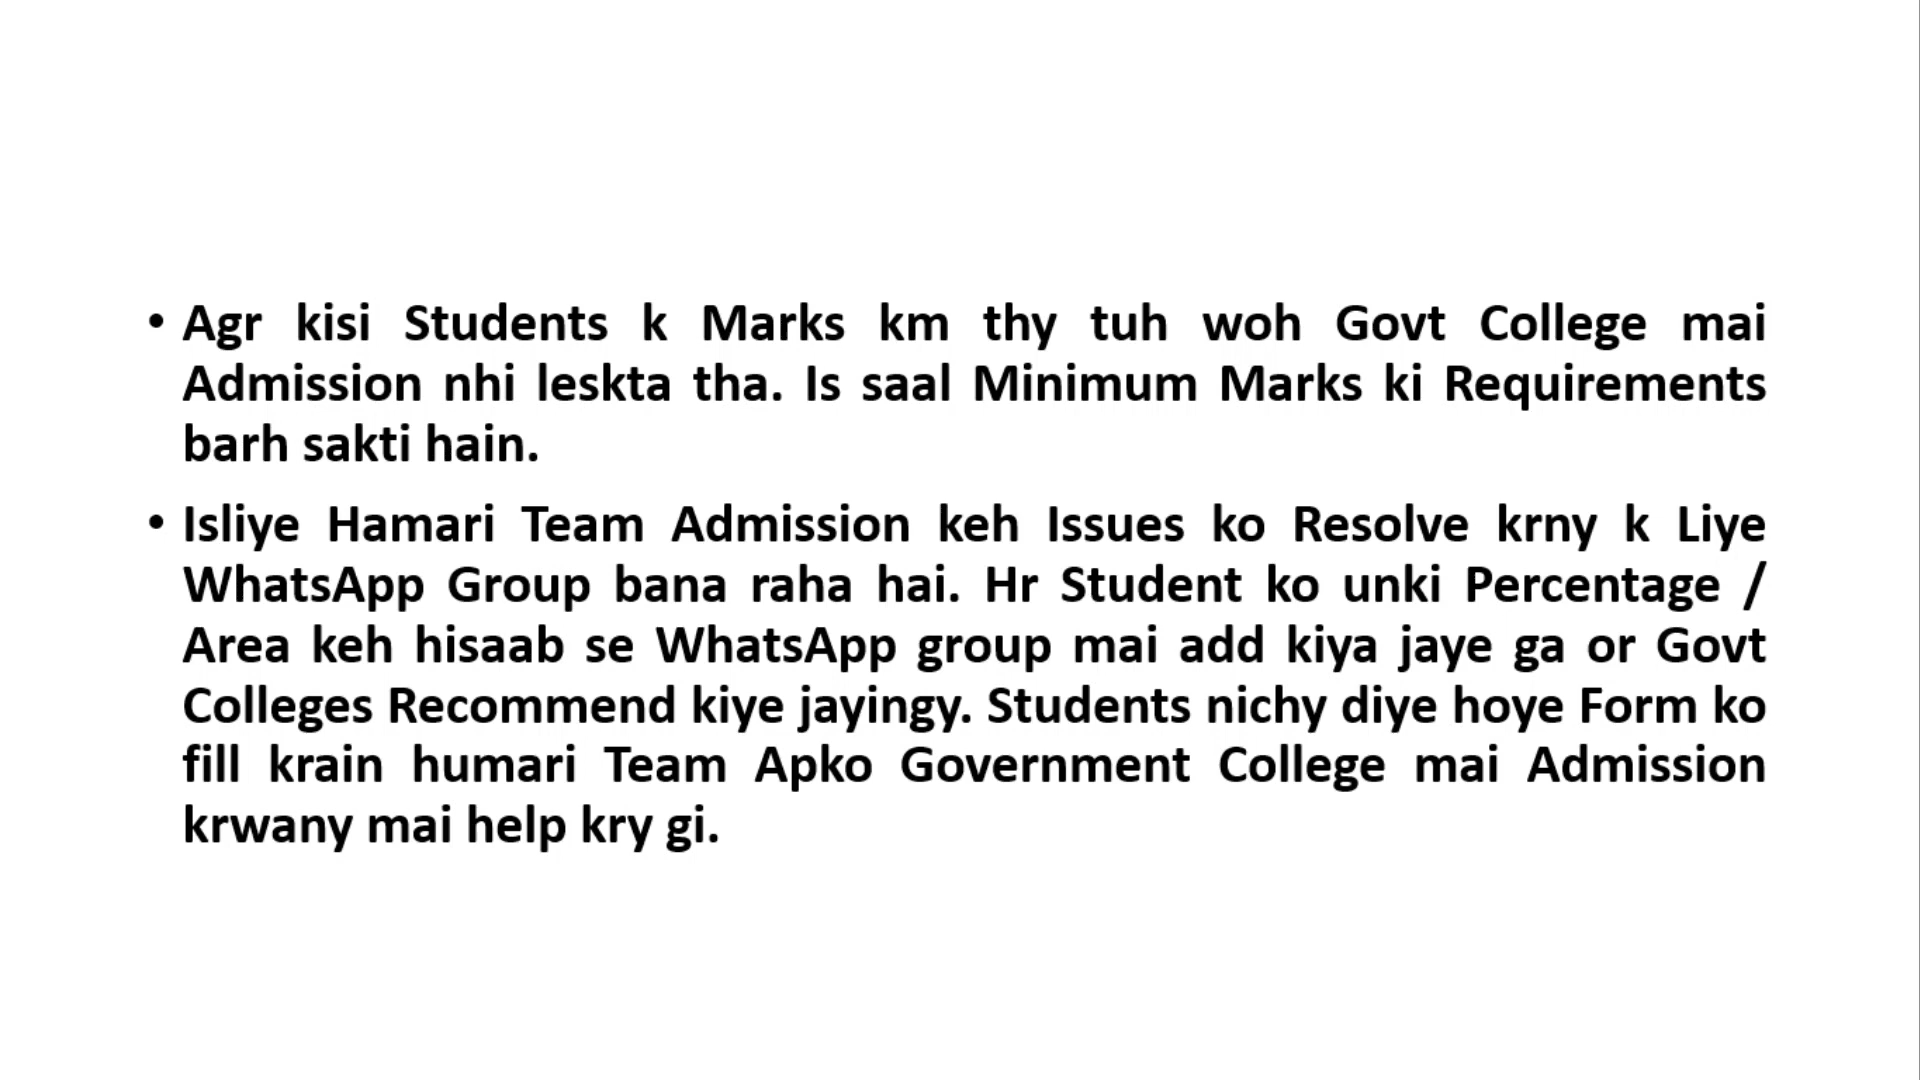 • Agr kisi Students k Marks km thy tuh woh Govt College mai
Admission nhi leskta tha. Is saal Minimum Marks ki Requirements
barh sakti hain.
• Isliye Hamari Team Admission keh Issues ko Resolve krny k Liye
WhatsApp Group bana raha hai. Hr Student ko unki Percentage /
Area keh hisaab se WhatsApp group mai add kiya jaye ga or Govt
Colleges Recommend kiye jayingy. Students nichy diye hoye Form ko
fill krain humari Team Apko Government College mai Admission
krwany mai help kry gi.